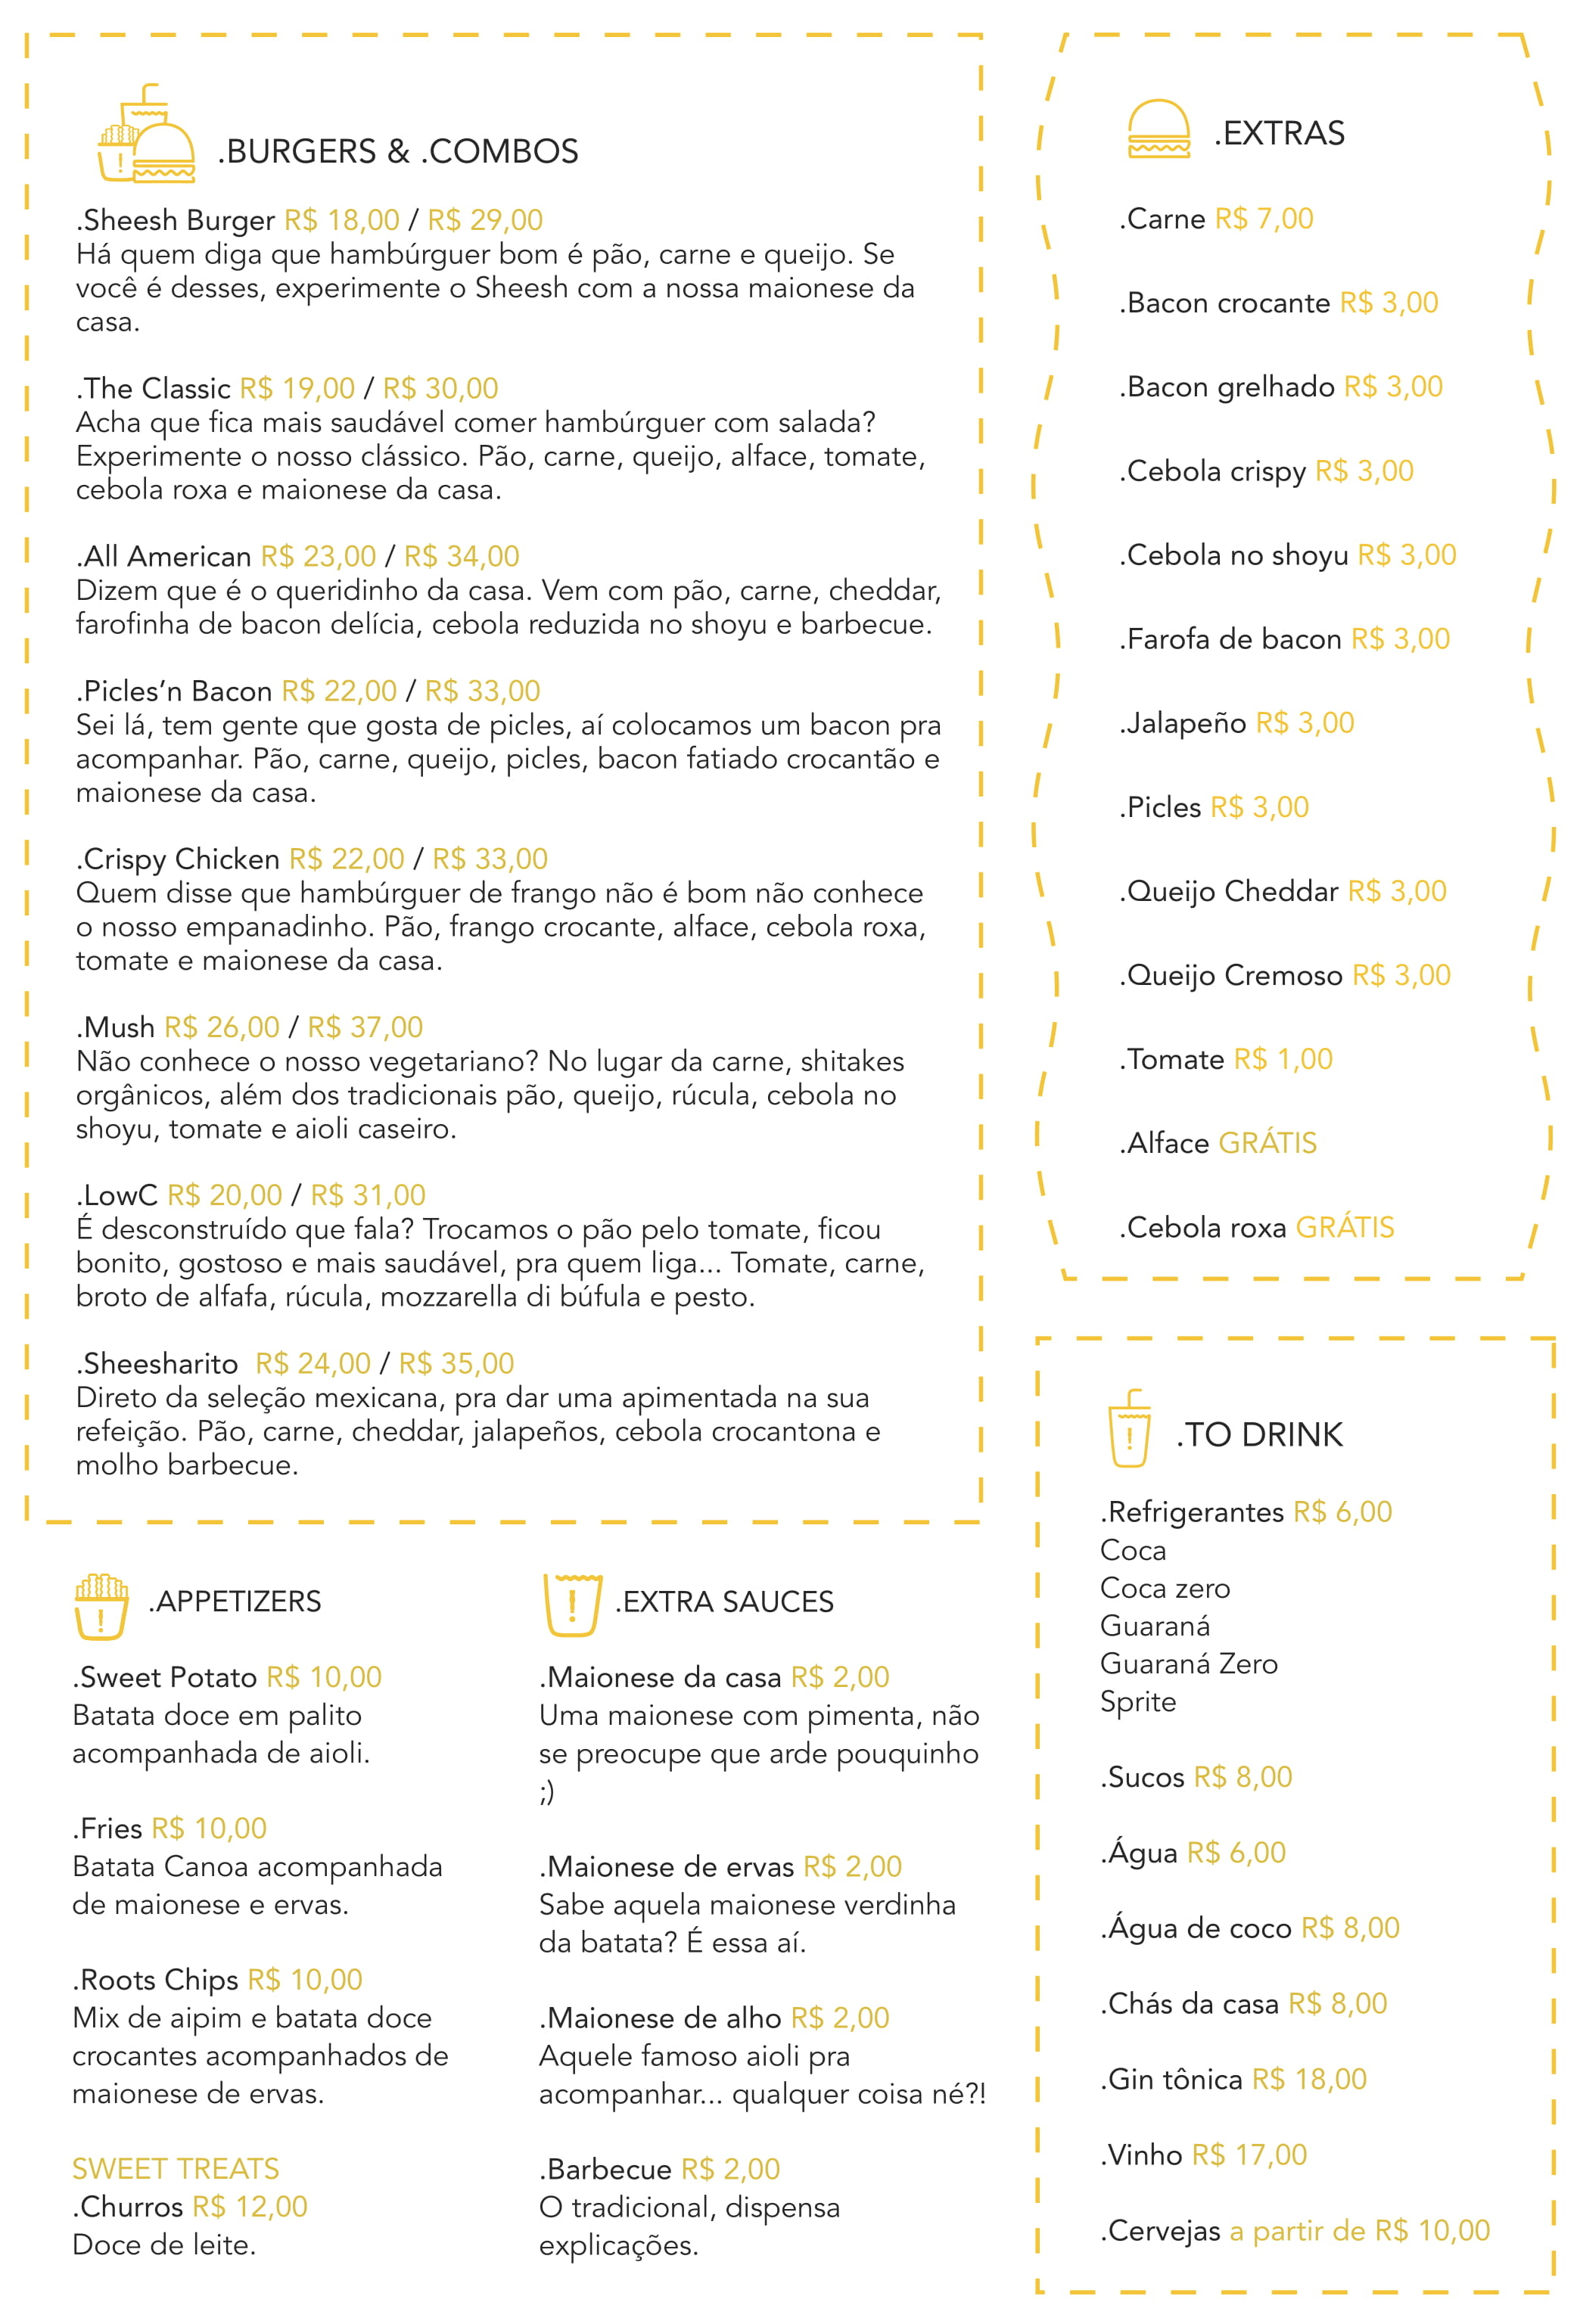 .BURGERS & .COMBOS
.Sheesh Burger R$ 18,00 / R$ 29,00
Há quem diga que hambúrguer bom é pão, carne e queijo. Se
você é desses, experimente o Sheesh com a nossa maionese da
casa.
.The Classic R$ 19,00 / R$ 30,00
Acha que fica mais saudável comer hambúrguer com salada?
Experimente o nosso clássico. Pão, carne, queijo, alface, tomate,
cebola roxa e maionese da casa.
.All American R$ 23,00 / R$ 34,00
Dizem que é o queridinho da casa. Vem com pão, carne, cheddar,
farofinha de bacon delícia, cebola reduzida no shoyu e barbecue.
.Picles’n Bacon R$ 22,00 / R$ 33,00
Sei lá, tem gente que gosta de picles, aí colocamos um bacon pra
acompanhar. Pão, carne, queijo, picles, bacon fatiado crocantão e
maionese da casa.
.Crispy Chicken R$ 22,00 / R$ 33,00
Quem disse que hambúrguer de frango não é bom não conhece
o nosso empanadinho. Pão, frango crocante, alface, cebola roxa,
tomate e maionese da casa.
.Mush R$ 26,00 / R$ 37,00
Não conhece o nosso vegetariano? No lugar da carne, shitakes
orgânicos, além dos tradicionais pão, queijo, rúcula, cebola no
shoyu, tomate e aioli caseiro.
.LowC R$ 20,00 / R$ 31,00
É desconstruído que fala? Trocamos o pão pelo tomate, ficou
bonito, gostoso e mais saudável, pra quem liga... Tomate, carne,
broto de alfafa, rúcula, mozzarella di búfula e pesto.
.Sheesharito R$ 24,00 / R$ 35,00
Direto da seleção mexicana, pra dar uma apimentada na sua
refeição. Pão, carne, cheddar, jalapeños, cebola crocantona e
molho barbecue.
.APPETIZERS
.Sweet Potato R$ 10,00
Batata doce em palito
acompanhada de aioli.
.Fries R$ 10,00
Batata Canoa acompanhada
de maionese e ervas.
.Roots Chips R$ 10,00
Mix de aipim e batata doce
crocantes acompanhados de
maionese de ervas.
SWEET TREATS
.Churros R$ 12,00
Doce de leite.
.EXTRA SAUCES
.Maionese da casa R$ 2,00
Uma maionese com pimenta, não
se preocupe que arde pouquinho
;)
.Maionese de ervas R$ 2,00
Sabe aquela maionese verdinha
da batata? É essa aí.
.Maionese de alho R$ 2,00
Aquele famoso aioli pra
acompanhar... qualquer coisa né?!
.Barbecue R$ 2,00
O tradicional, dispensa
explicações.
.EXTRAS
.Carne R$ 7,00
.Bacon crocante R$ 3,00
.Bacon grelhado R$ 3,00
.Cebola crispy R$ 3,00
.Cebola no shoyu R$ 3,00
.Farofa de bacon R$ 3,00
.Jalapeño R$ 3,00
.Picles R$ 3,00
.Queijo Cheddar R$ 3,00
.Queijo Cremoso R$ 3,00
.Tomate R$ 1,00
.Alface GRÁTIS
.Cebola roxa GRÁTIS
.TO DRINK
.Refrigerantes R$ 6,00
Coca
Coca zero
Guaraná
Guaraná Zero
Sprite
.Sucos R$ 8,00
.Água R$ 6,00
.Água de coco R$ 8,00
.Chás da casa R$ 8,00
.Gin tônica R$ 18,00
.Vinho R$ 17,00
.Cervejas a partir de R$ 10,00